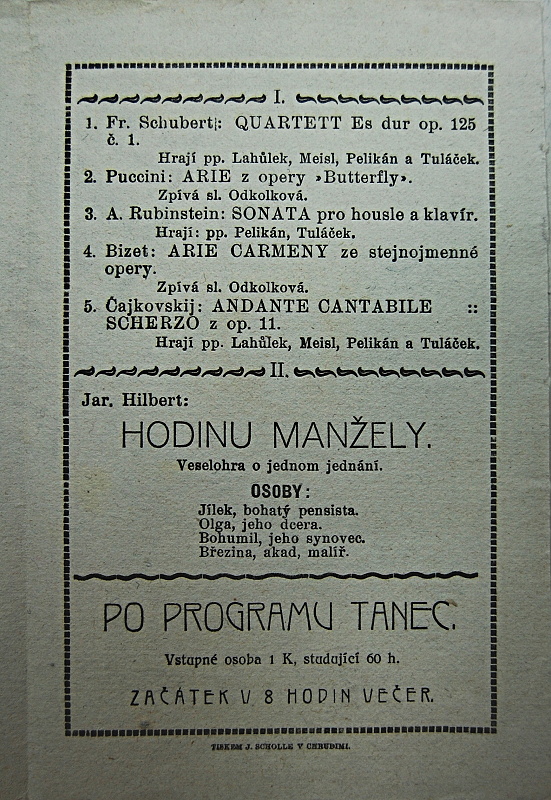 I.
1. Fr. Schubert: QUARTETT Es dur op. 125
č. 1.
Hrají pp. Lahůlek, Meisl, Pelikán a Tuláček.
2. Puccini: ARIE z opery »Butterfly«.
Zpívá sl. Odkolková.
3. A. Rubinstein: SONATA pro housle a klavír.
Hrají: pp. Pelikán, Tuláček.
4. Bizet: ARIE CARMENY ze stejnojmenné
opery.
Zpívá sl. Odkolková.
5. Čajkovskij: ANDANTE CANTABILE ::
SCHERZO z op. 11.
Hrají pp. Lahůlek, Meisl, Pelikán a Tuláček.
II.
Jar. Hilbert:
HODINU MANŽELY.
Veselohra o jednom jednání.
OSOBY:
Jílek, bohatý pensista.
Olga, jeho dcera.
Bohumil, jeho synovec.
Březina, akad, malíř.
PO PROGRAMU TANEC.
Vstupné osoba 1 K, studující 60 h.
ZAČÁTEK V 8 HODIN VEČER.
TISKEM J. SCHOLLE V CHRUDIMI.